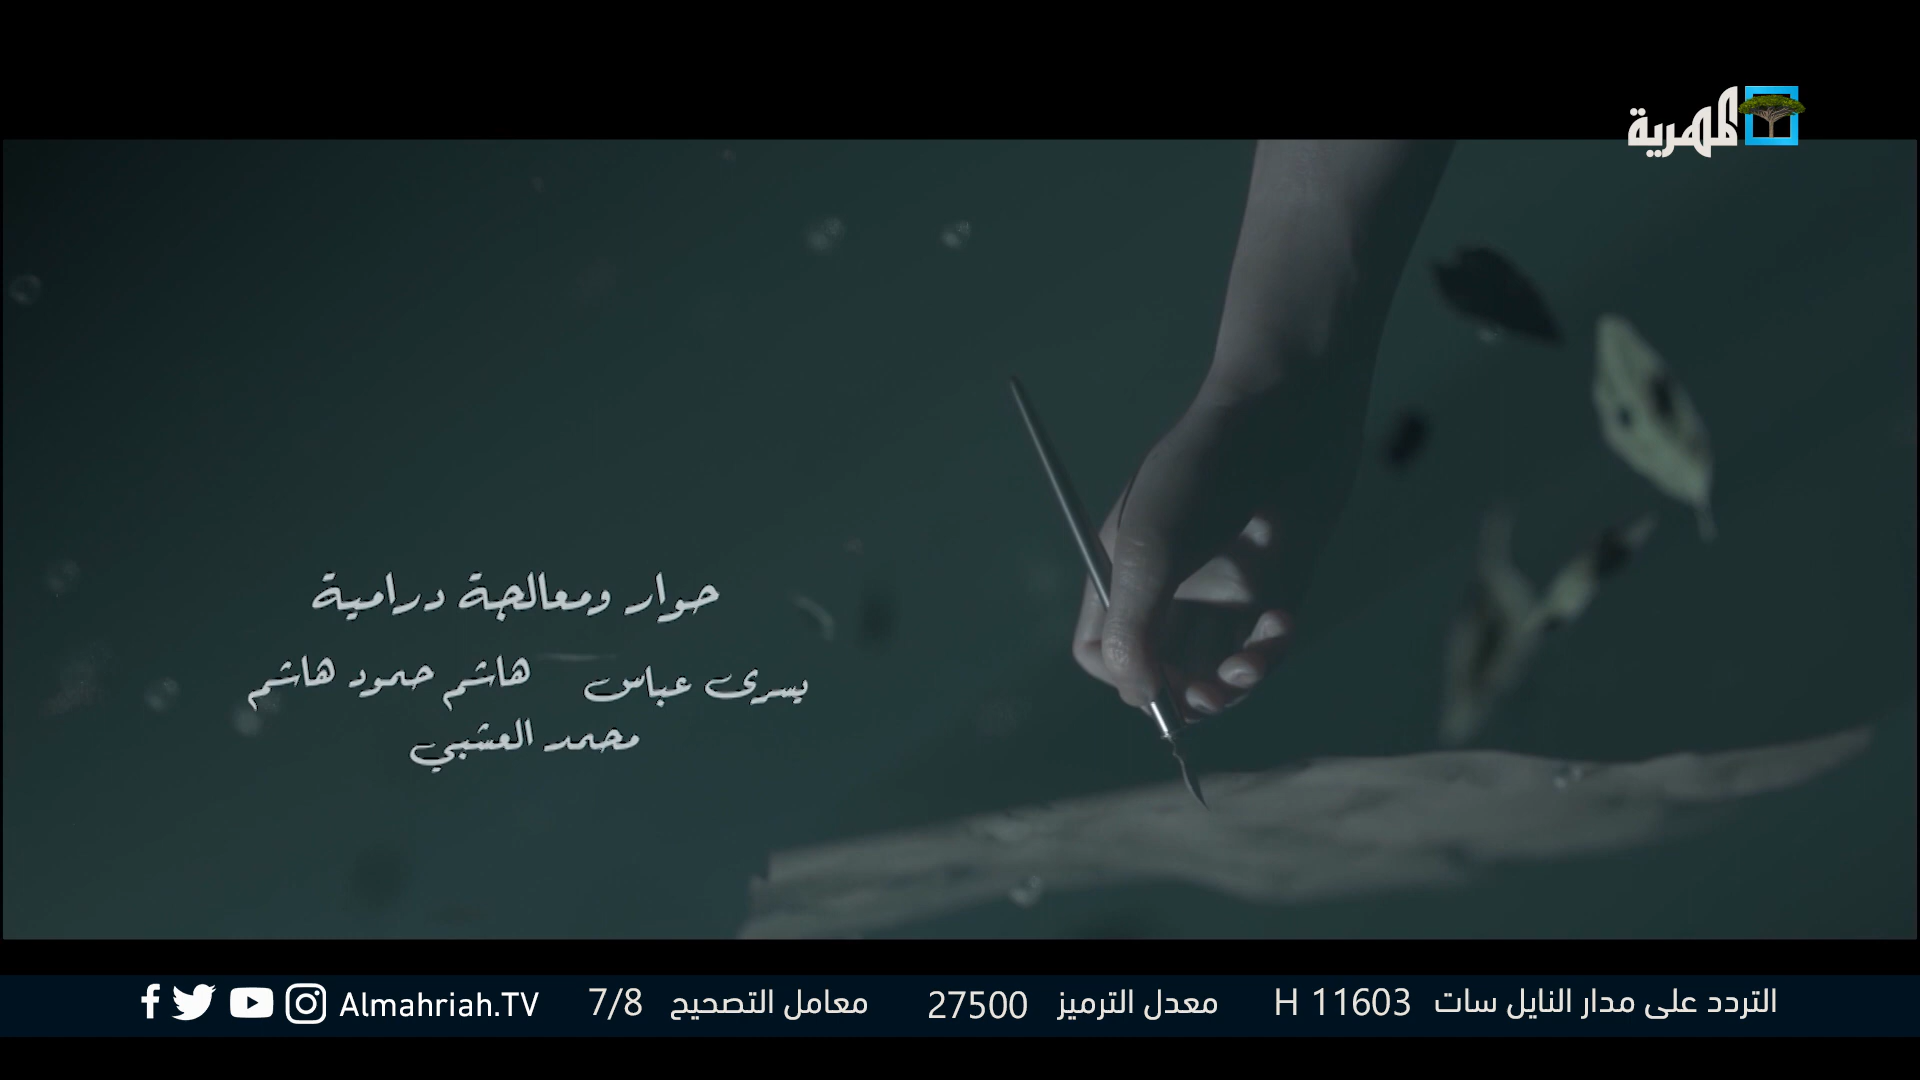 المهرية
حوار ومعالجة درامية
يسرى عباس هاشم حمود هاشم
محمد العشبي
التردد على مدار النايل سات 11603 H معدل الترميز 27500 معامل التصحيح 7/8 Almahriah.TV